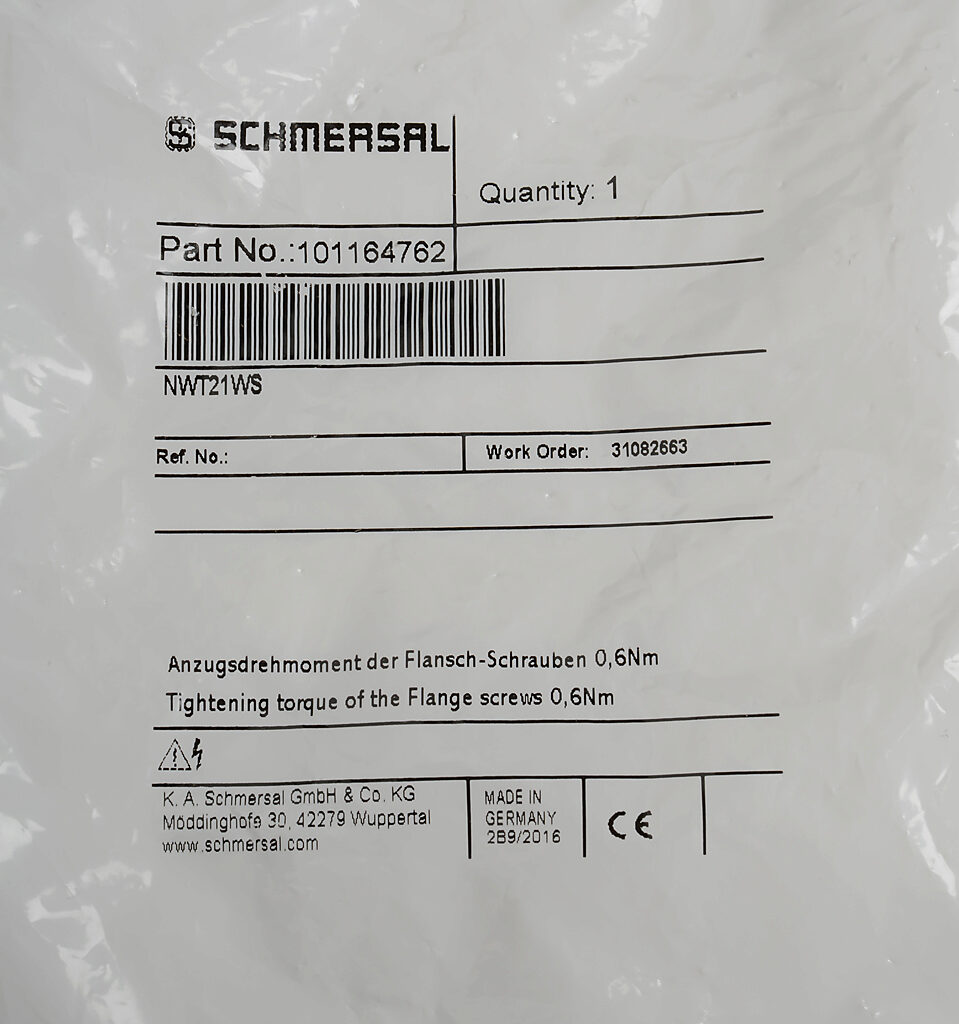 SCHMERSAL
Quantity: 1
Part No.:101164762
NWT21WS
Ref. No.:
Work Order: 31082663
Anzugsdrehmoment der Flansch-Schrauben 0,6Nm
Tightening torque of the Flange screws 0,6Nm
K. A. Schmersal GmbH & Co. KG
Möddinghofe 30, 42279 Wuppertal
www.schmersal.com
MADE IN
GERMANY
2B9/2016
CE